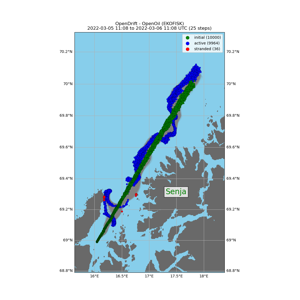 OpenDrift - OpenOil (EKOFISK)
2022-03-05 11:08 to 2022-03-06 11:08 UTC (25 steps)
initial (10000)
active (9964)
stranded (36)
70.2°N
70.2°N
70°N
70°N
69.8°N
69.8°N
69.6°N
69.6°N
69.4°N
69.4°N
Senja
69.2°N
69.2°N
69°N
69°N
68.8°N
68.8°N
16°E
16.5°E
17°E
17.5°E
18°E